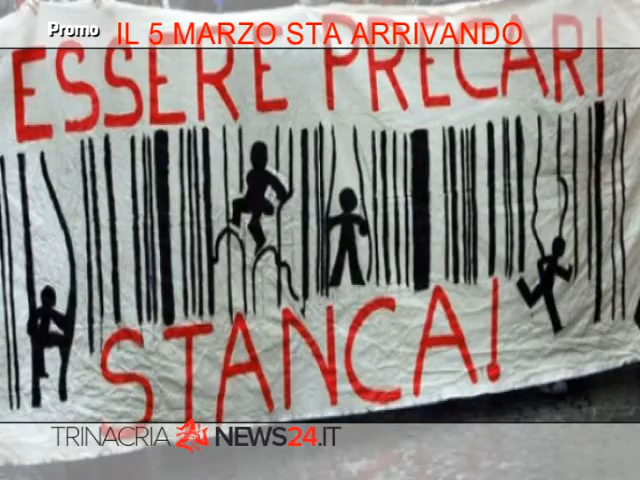 Promo
IL 5 MARZO STA ARRIVANDO
ESSERE PRECARI
STANCA!
TRINACRIA NEWS24.IT